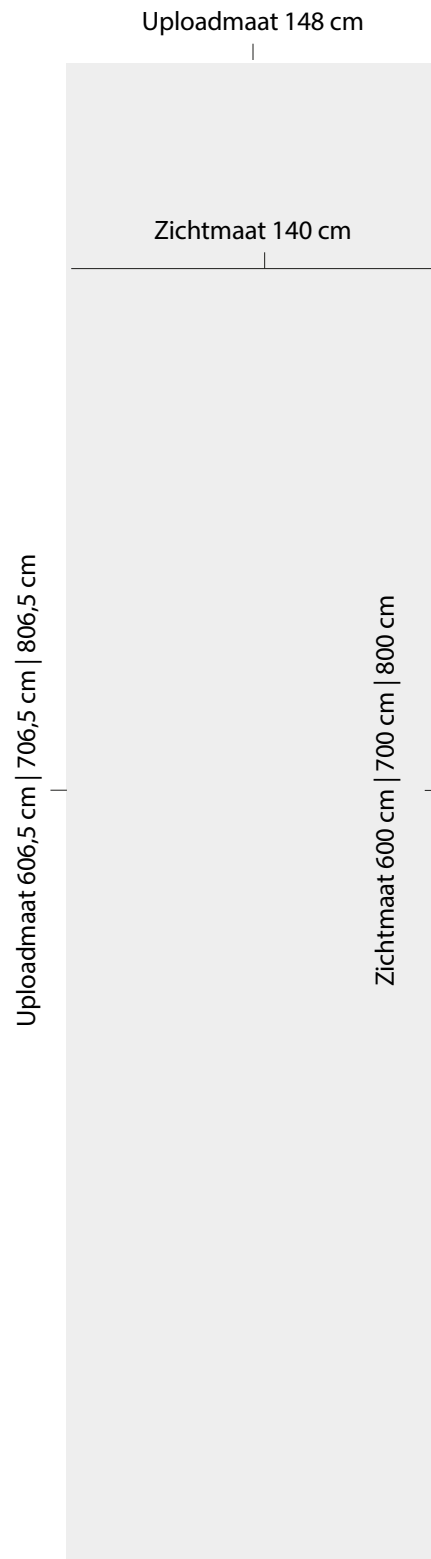 Uploadmaat 148 cm
Zichtmaat 140 cm
Uploadmaat 606,5 cm | 706,5 cm | 806,5 cm
Zichtmaat 600 cm | 700 cm | 800 cm